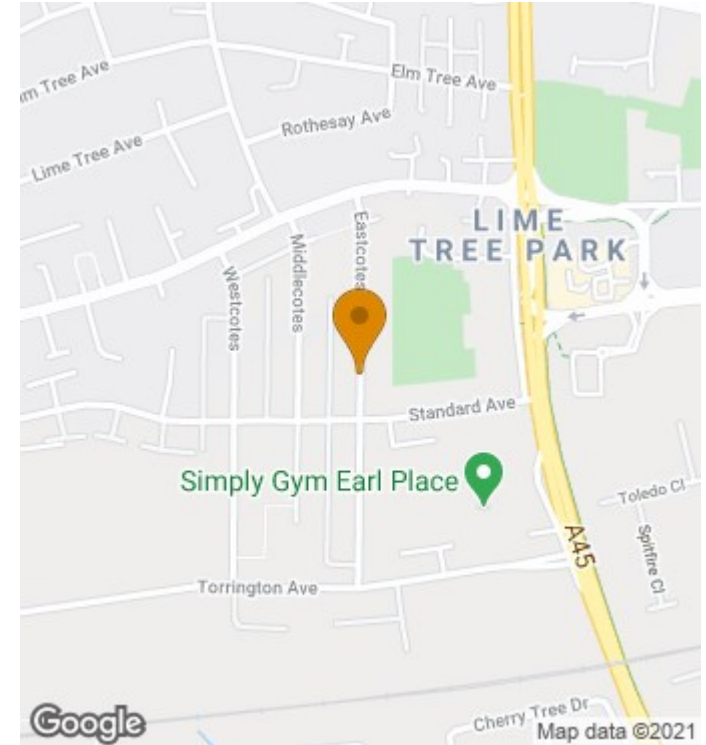 Elm Tree Ave
Tree Ave
Rothesay Ave
Lime Tree Ave
LIME
TREE PARK
Eastcotes
Middlecotes
Westcotes
Standard Ave
Simply Gym Earl Place
Toledo Cl
Spitfire Cl
A45
Torrington Ave
Cherry Tree Dr
Google
Map data ©2021